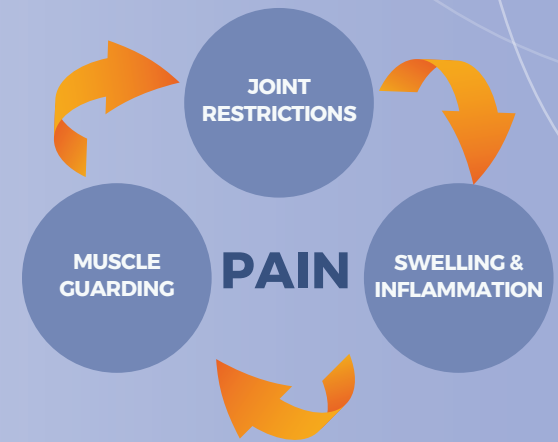 JOINT
RESTRICTIONS
MUSCLE
GUARDING
PAIN
SWELLING &
INFLAMMATION